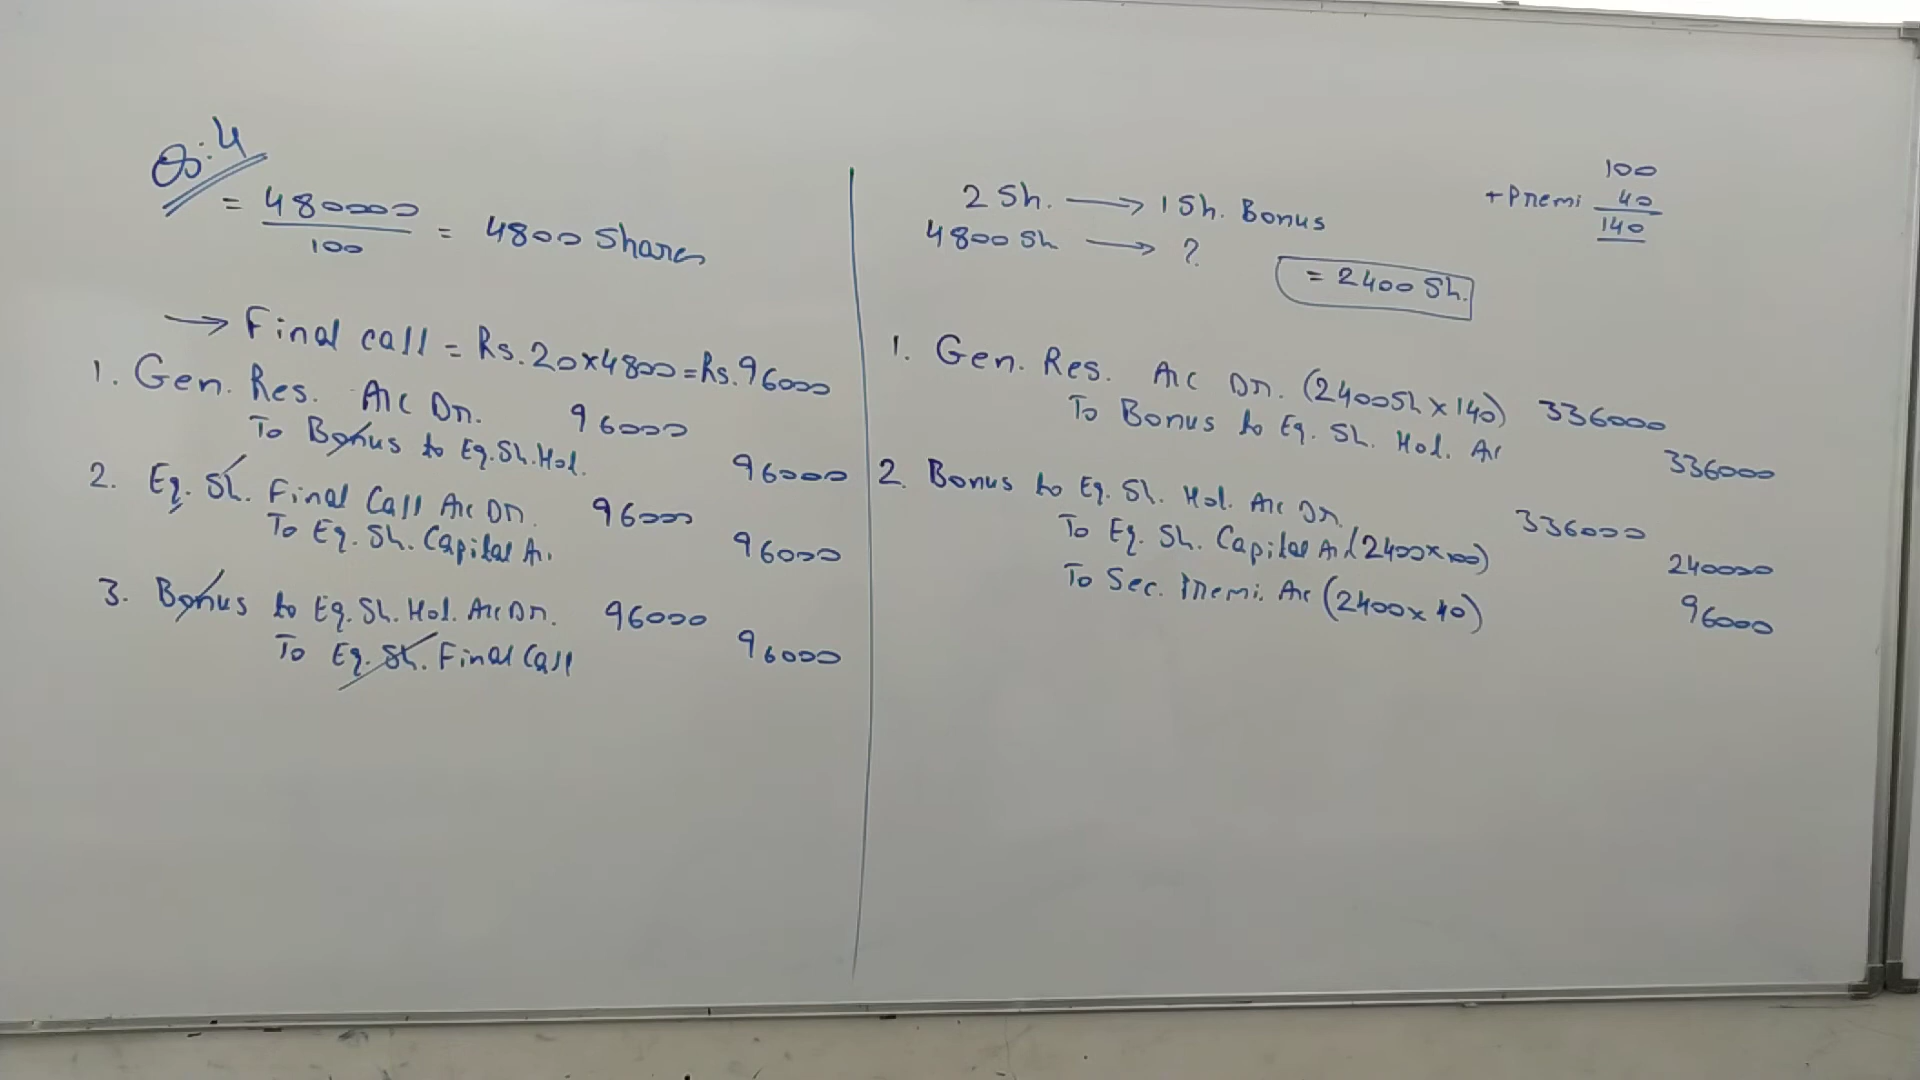 Q:4
= 480000 / 100 = 4800 Shares
→ Final call = Rs.20×4800=Rs.96000
1. Gen. Res. A/c Dr. 96000
To Bonus to Eq.Sh.Hol. 96000
2. Eq. Sh. Final Call A/c Dr. 96000
To Eq. Sh. Capital A. 96000
3. Bonus to Eq. Sh. Hol. A/c Dr. 96000
To Eq. Sh. Final Call 96000
2 Sh. → 1 Sh. Bonus
4800 Sh → ?
= 2400 Sh.
100
+Premi 40
140
1. Gen. Res. A/c Dr. (2400Sh×140) 336000
To Bonus to Eq. Sh. Hol. A/c 336000
2. Bonus to Eq. Sh. Hol. A/c Dr. 336000
To Eq. Sh. Capital A/c (2400×100) 240000
To Sec. Premi. A/c (2400×40) 96000